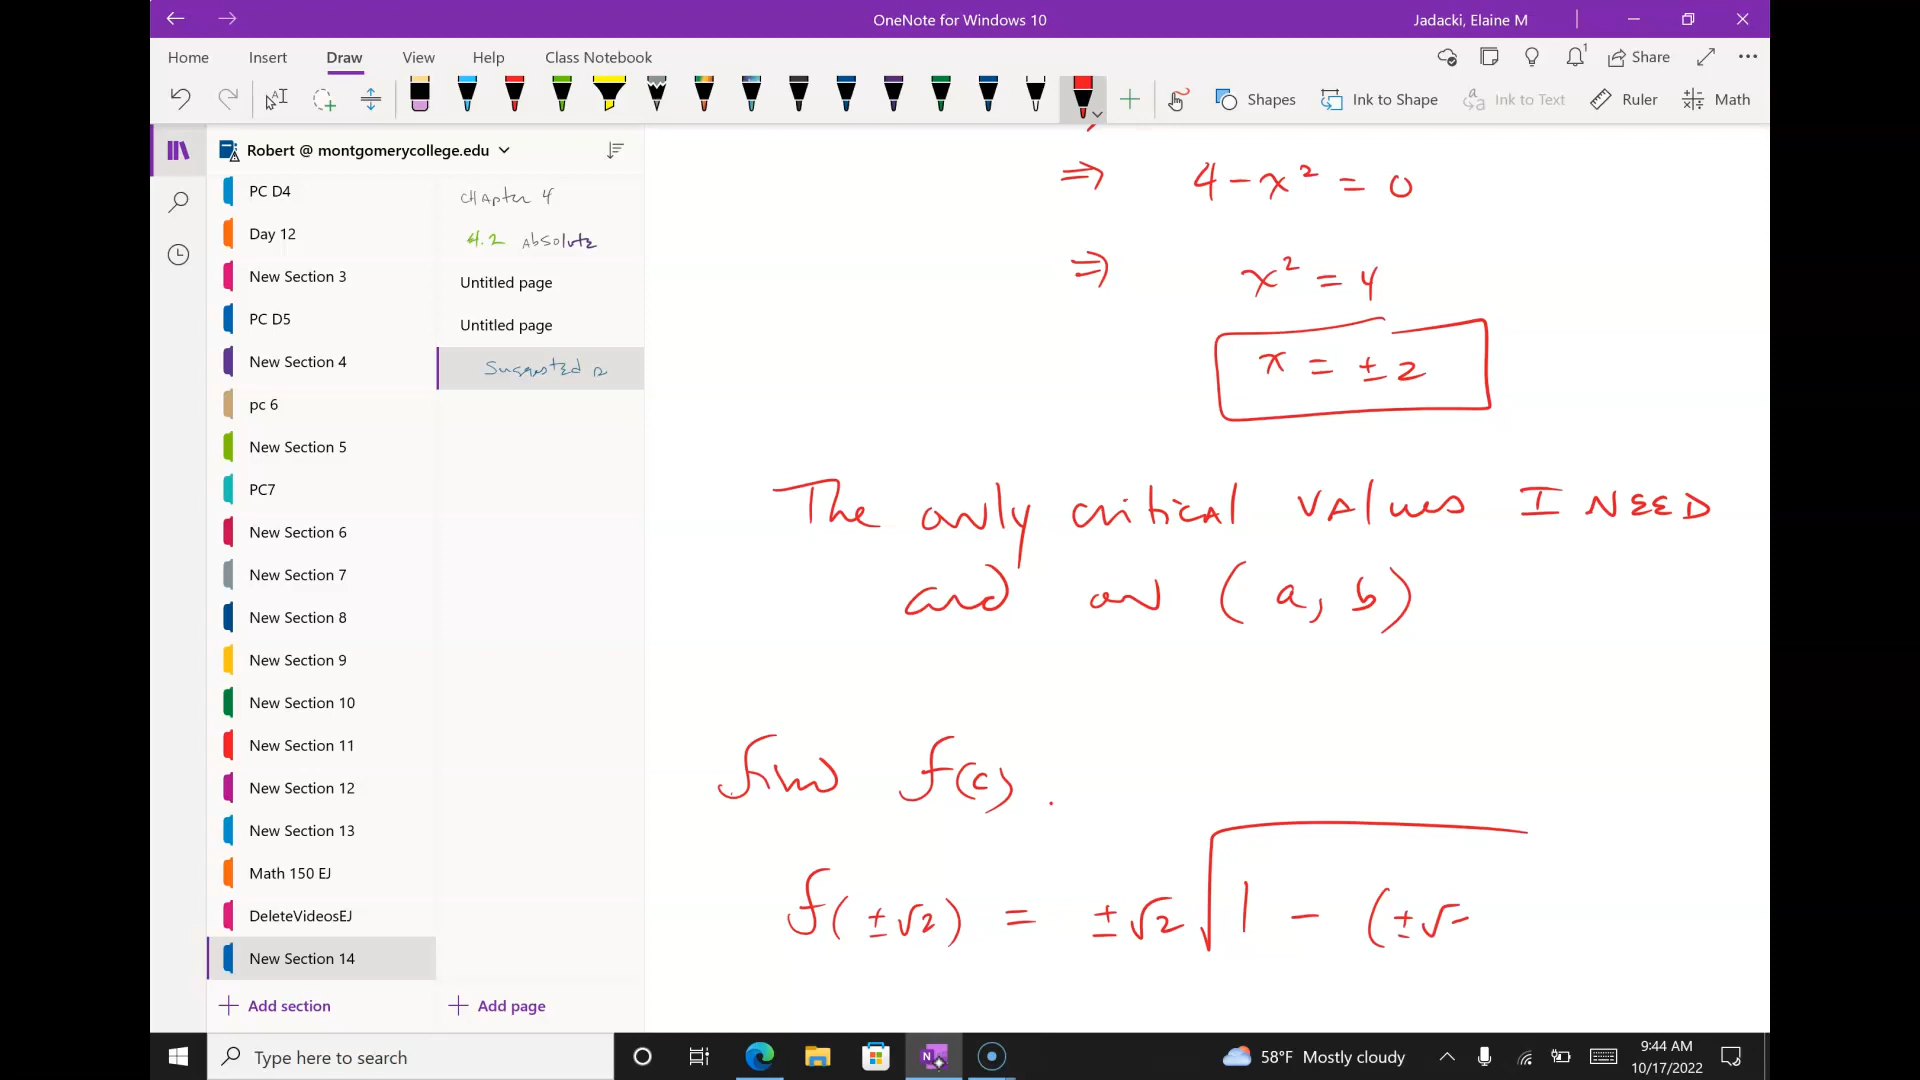 OneNote for Windows 10
Jadacki, Elaine M
Home Insert Draw View Help Class Notebook
1
Share
Shapes
Ink to Shape
Ink to Text
Ruler
Math
Robert @ montgomerycollege.edu
PC D4
Day 12
New Section 3
PC D5
New Section 4
pc 6
New Section 5
PC7
New Section 6
New Section 7
New Section 8
New Section 9
New Section 10
New Section 11
New Section 12
New Section 13
Math 150 EJ
DeleteVideosEJ
New Section 14
Add section
CHApter 4
4.2 Absolute
Untitled page
Untitled page
Suggested
Add page
⇒ 4 - x² = 0
⇒ x² = 4
x = ± 2
The only critical VAlues I NEED
are on (a, b)
find f(c).
f(±√2) = ±√2 √1 - (±√
Type here to search
58°F Mostly cloudy
9:44 AM
10/17/2022